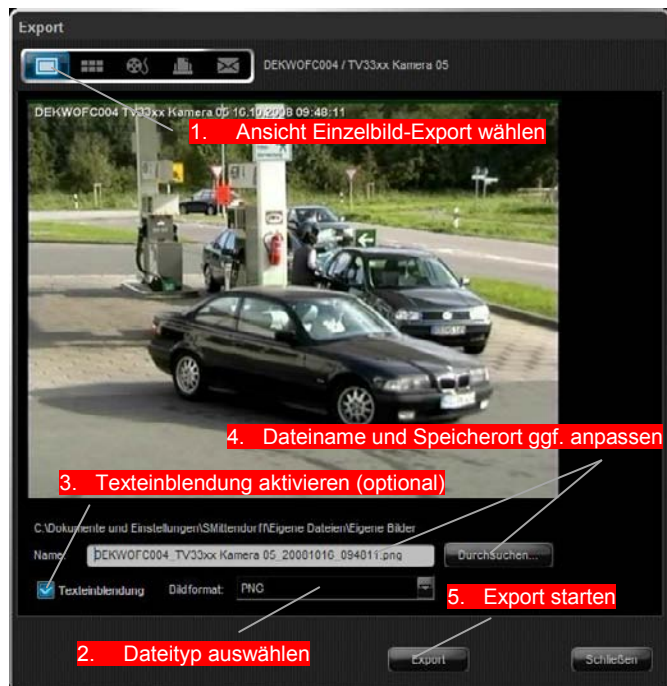 Export
DEKWOFC004 / TV33xx Kamera 05
DEKWOFC004 TV33xx Kamera 05 16.10.2008 09:48:11
1. Ansicht Einzelbild-Export wählen
4. Dateiname und Speicherort ggf. anpassen
3. Texteinblendung aktivieren (optional)
C:\Dokumente und Einstellungen\SMittendorff\Eigene Dateien\Eigene Bilder
Name: DEKWOFC004_TV33xx Kamera 05_20081016_094811.png Durchsuchen...
Texteinblendung Bildformat: PNG
5. Export starten
2. Dateityp auswählen
Export Schließen